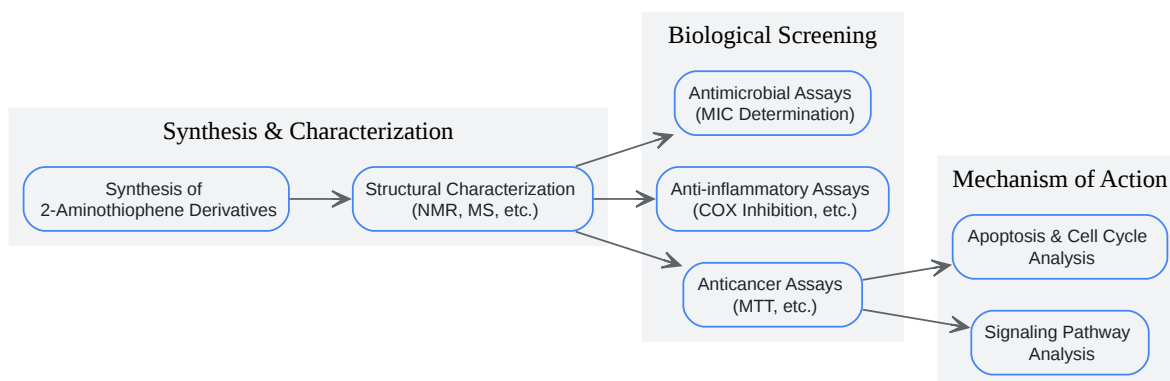 Synthesis & Characterization
Synthesis of
2-Aminothiophene Derivatives
Structural Characterization
(NMR, MS, etc.)
Biological Screening
Antimicrobial Assays
(MIC Determination)
Anti-inflammatory Assays
(COX Inhibition, etc.)
Anticancer Assays
(MTT, etc.)
Mechanism of Action
Apoptosis & Cell Cycle
Analysis
Signaling Pathway
Analysis